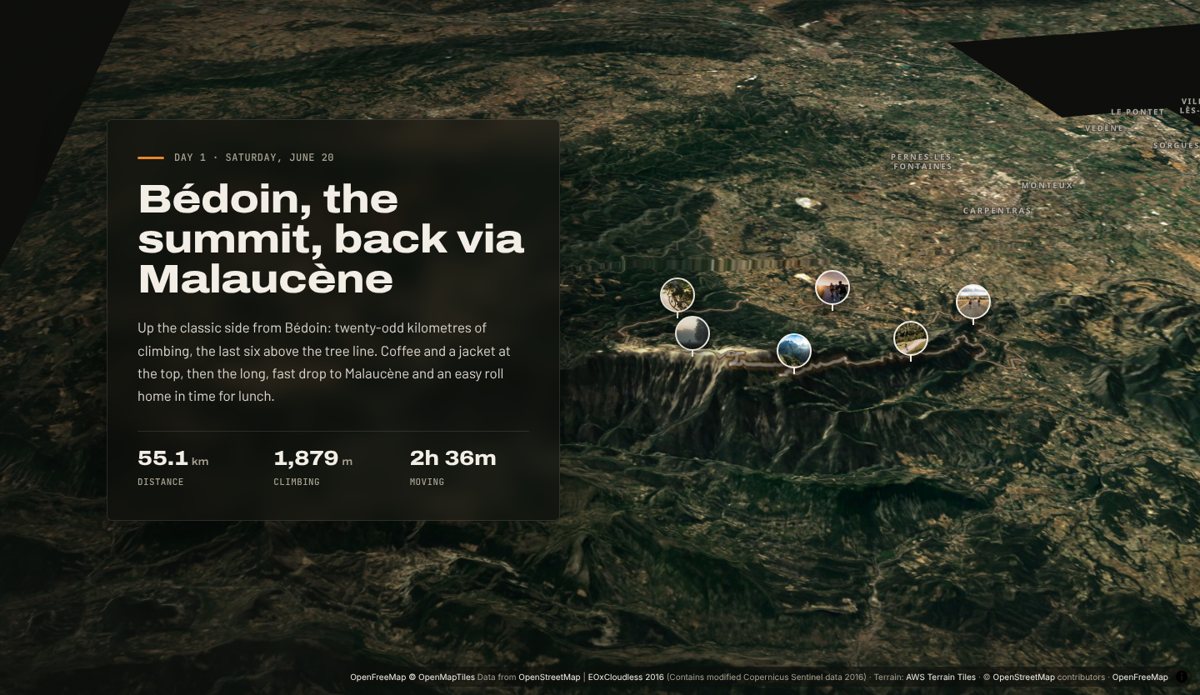 DAY 1 · SATURDAY, JUNE 20
Bédoin, the
summit, back via
Malaucène
Up the classic side from Bédoin: twenty-odd kilometres of
climbing, the last six above the tree line. Coffee and a jacket at
the top, then the long, fast drop to Malaucène and an easy roll
home in time for lunch.
55.1 km
DISTANCE
1,879 m
CLIMBING
2h 36m
MOVING
LE PONTET
VEDÈNE
SORGUES
PERNES-LES-
FONTAINES
MONTEUX
CARPENTRAS
OpenFreeMap © OpenMapTiles Data from OpenStreetMap | EOxCloudless 2016 (Contains modified Copernicus Sentinel data 2016) · Terrain: AWS Terrain Tiles · © OpenStreetMap contributors · OpenFreeMap